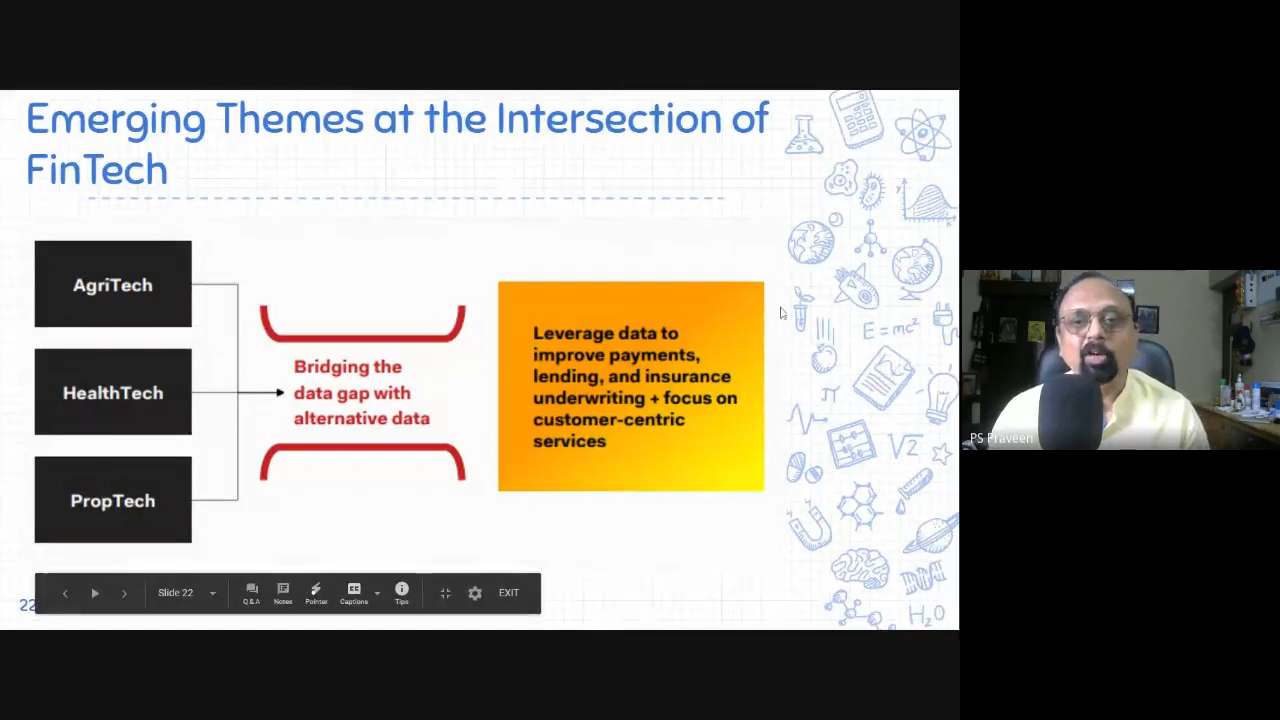 Emerging Themes at the Intersection of
FinTech
AgriTech
HealthTech
PropTech
Bridging the
data gap with
alternative data
Leverage data to
improve payments,
lending, and insurance
underwriting + focus on
customer-centric
services
E=mc²
π
√2
H₂O
y
x
22
Slide 22
Q&A
Notes
Pointer
CC
Captions
Tips
EXIT
PS Praveen